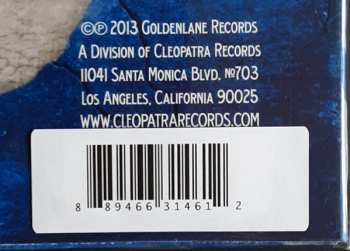 ©℗ 2013 Goldenlane Records
A Division of Cleopatra Records
11041 Santa Monica Blvd. №703
Los Angeles, California 90025
www.cleopatrarecords.com
8 89466 31461 2